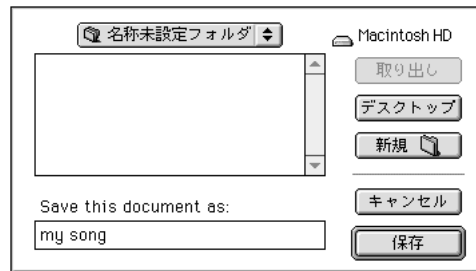 名称未設定フォルダ
Macintosh HD
取り出し
デスクトップ
新規
Save this document as:
キャンセル
my song
保存